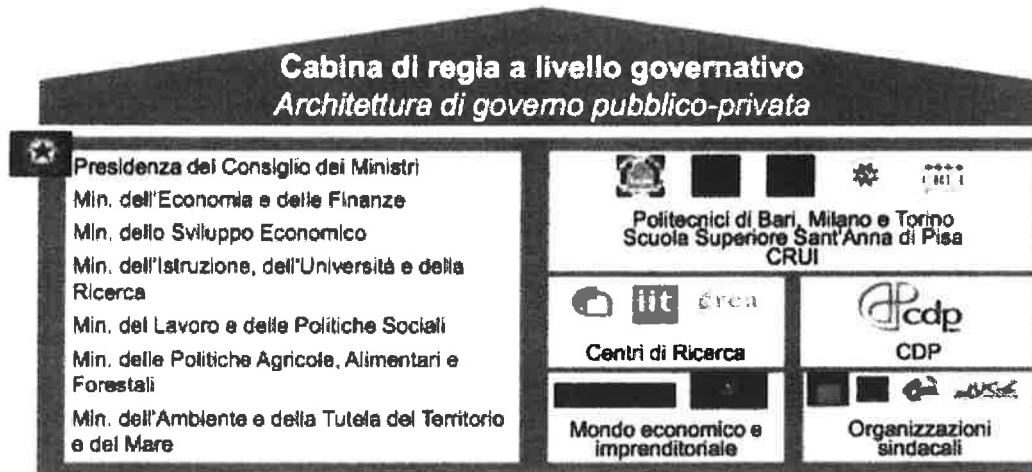 Cabina di regia a livello governativo
Architettura di governo pubblico-privata
Presidenza del Consiglio dei Ministri
Min. dell'Economia e delle Finanze
Min. dello Sviluppo Economico
Min. dell'Istruzione, dell'Università e della
Ricerca
Min. del Lavoro e delle Politiche Sociali
Min. delle Politiche Agricole, Alimentari e
Forestali
Min. dell'Ambiente e della Tutela del Territorio
e del Mare
Politecnici di Bari, Milano e Torino
Scuola Superiore Sant'Anna di Pisa
CRUI
iit crea
Centri di Ricerca
cdp
CDP
Mondo economico e
imprenditoriale
Organizzazioni
sindacali